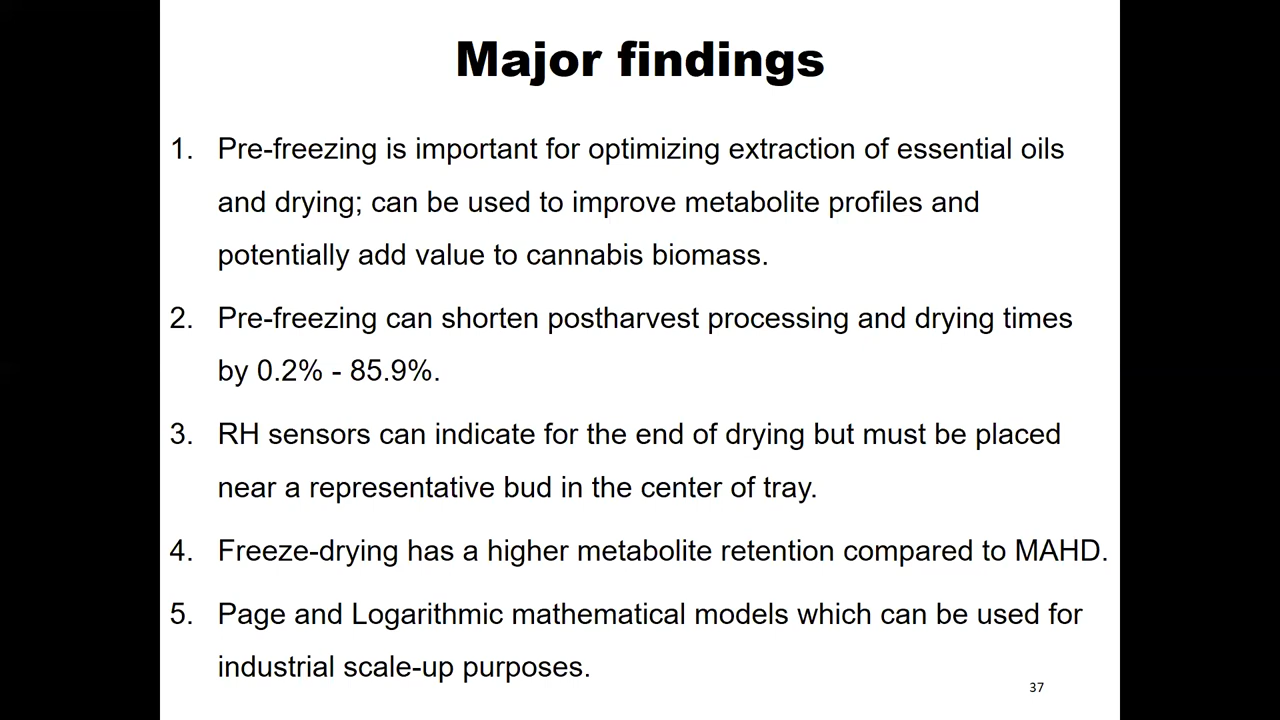 Major findings
1. Pre-freezing is important for optimizing extraction of essential oils
and drying; can be used to improve metabolite profiles and
potentially add value to cannabis biomass.
2. Pre-freezing can shorten postharvest processing and drying times
by 0.2% - 85.9%.
3. RH sensors can indicate for the end of drying but must be placed
near a representative bud in the center of tray.
4. Freeze-drying has a higher metabolite retention compared to MAHD.
5. Page and Logarithmic mathematical models which can be used for
industrial scale-up purposes.
37